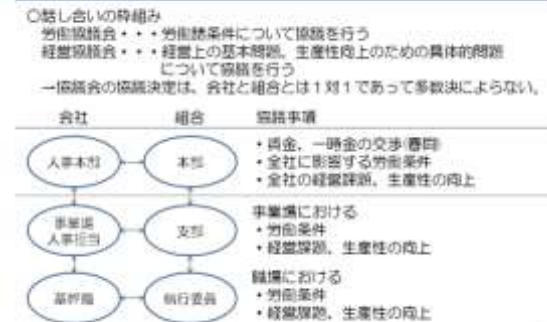 ○話し合いの枠組み
労働協議会・・・労働諸条件について協議を行う
経営協議会・・・経営上の基本問題、生産性向上のための具体的問題
について協議を行う
→協議会の協議決定は、会社と組合とは1対1であって多数決によらない。
会社 組合 協議事項
人事本部 本部
・賃金、一時金の交渉(春闘)
・全社に影響する労働条件
・全社の経営課題、生産性の向上
事業場
人事担当 支部
事業場における
・労働条件
・経営課題、生産性の向上
基幹職 執行委員
職場における
・労働条件
・経営課題、生産性の向上